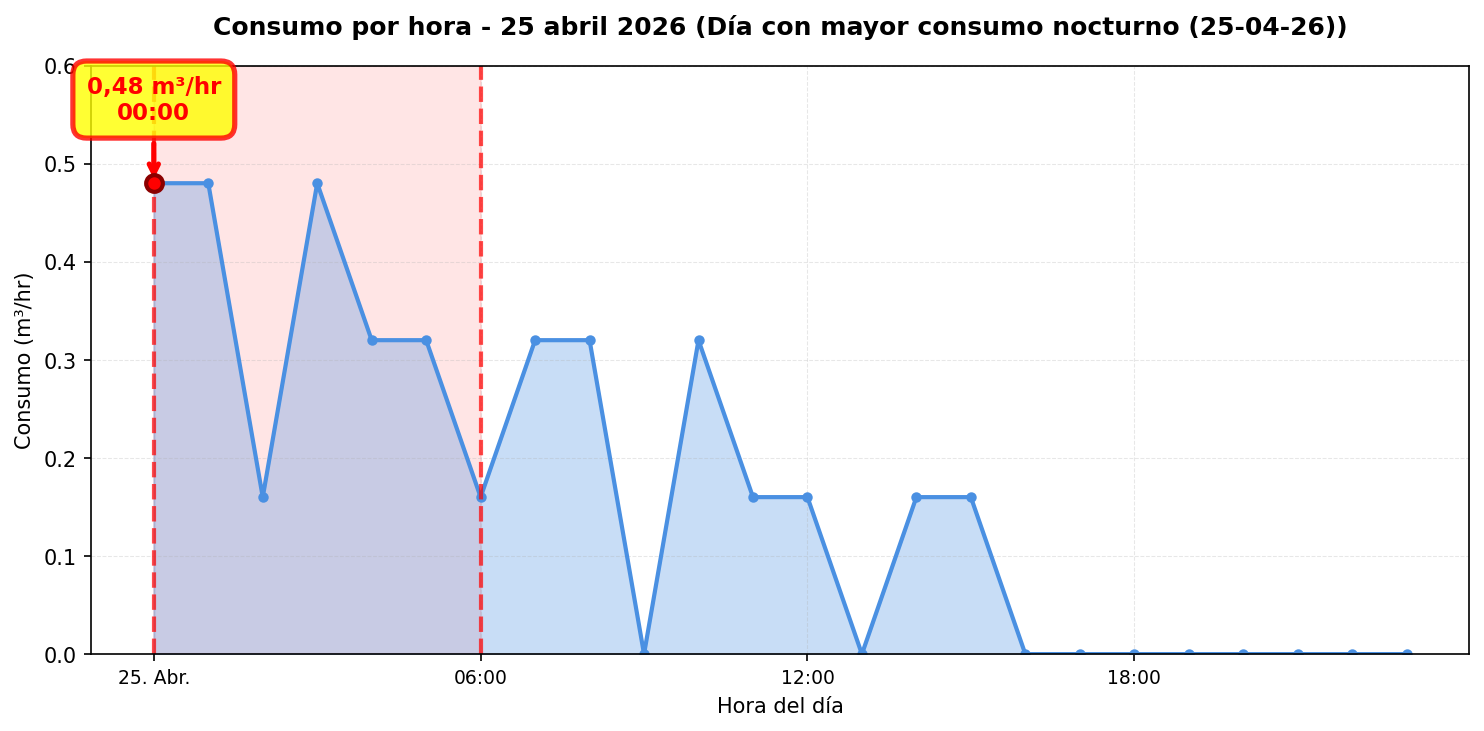 Consumo por hora - 25 abril 2026 (Día con mayor consumo nocturno (25-04-26))
0,48 m³/hr
00:00
0.6
0.5
0.4
0.3
0.2
0.1
0.0
Consumo (m³/hr)
25. Abr.
06:00
12:00
18:00
Hora del día